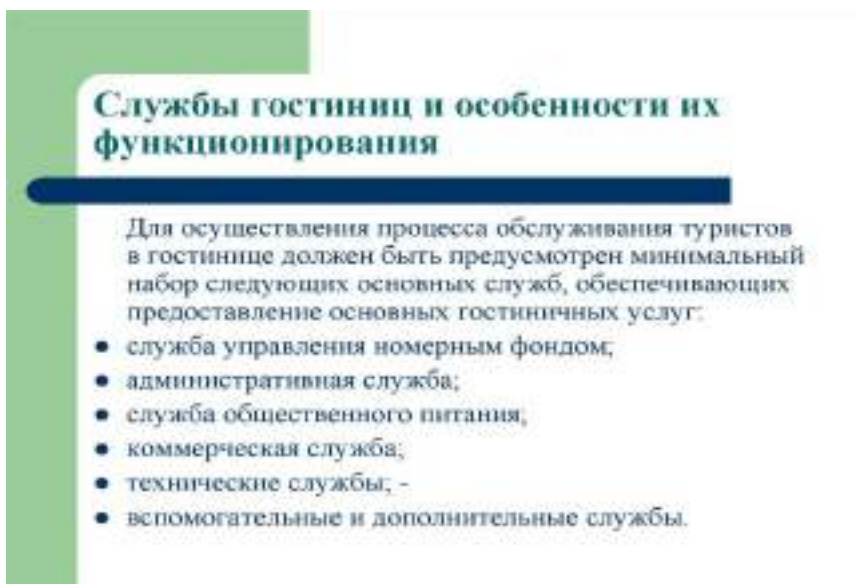 Службы гостиниц и особенности их
функционирования
Для осуществления процесса обслуживания туристов
в гостинице должен быть предусмотрен минимальный
набор следующих основных служб, обеспечивающих
предоставление основных гостиничных услуг:
• служба управления номерным фондом;
• административная служба;
• служба общественного питания;
• коммерческая служба;
• технические службы; -
• вспомогательные и дополнительные службы.